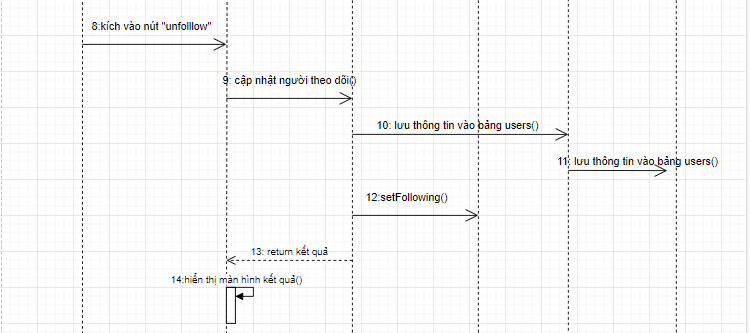 8:kích vào nút "unfolllow"
9: cập nhật người theo dõi()
10: lưu thông tin vào bảng users()
11: lưu thông tin vào bảng users()
12:setFollowing()
13: return kết quả
14:hiển thị màn hình kết quả()